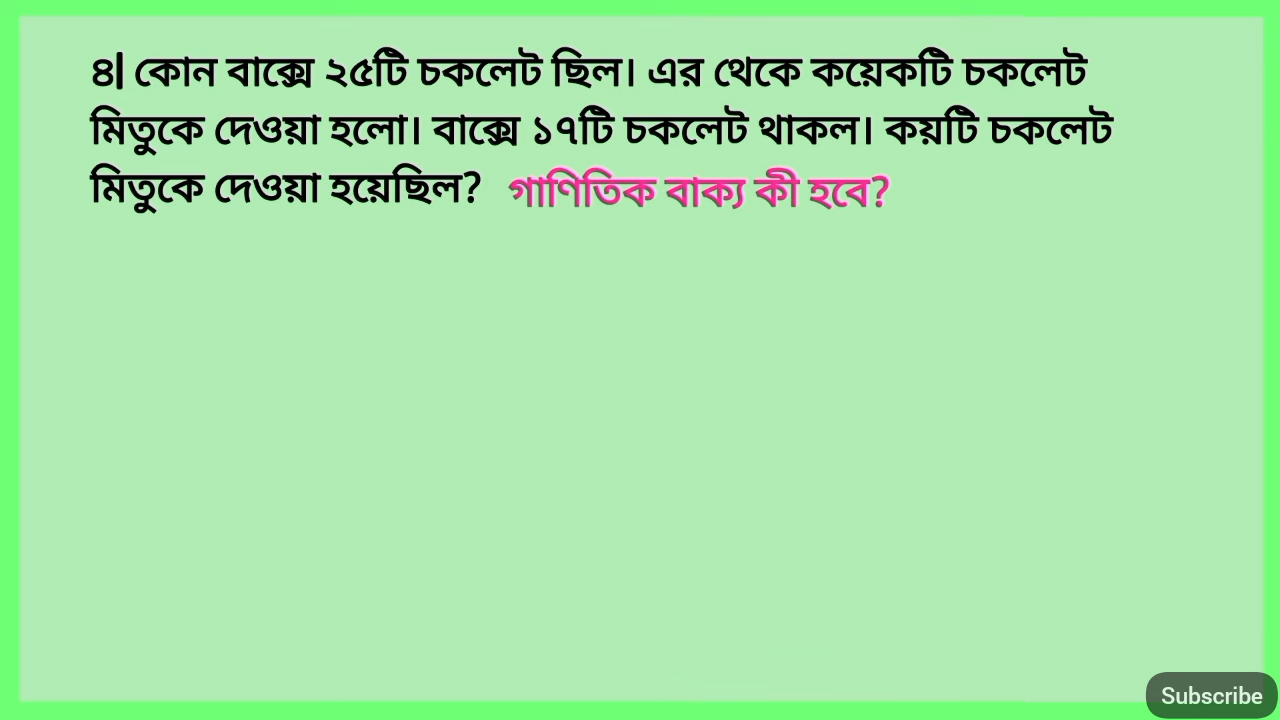 ৪| কোন বাক্সে ২৫টি চকলেট ছিল। এর থেকে কয়েকটি চকলেট
মিতুকে দেওয়া হলো। বাক্সে ১৭টি চকলেট থাকল। কয়টি চকলেট
মিতুকে দেওয়া হয়েছিল? গাণিতিক বাক্য কী হবে?
Subscribe